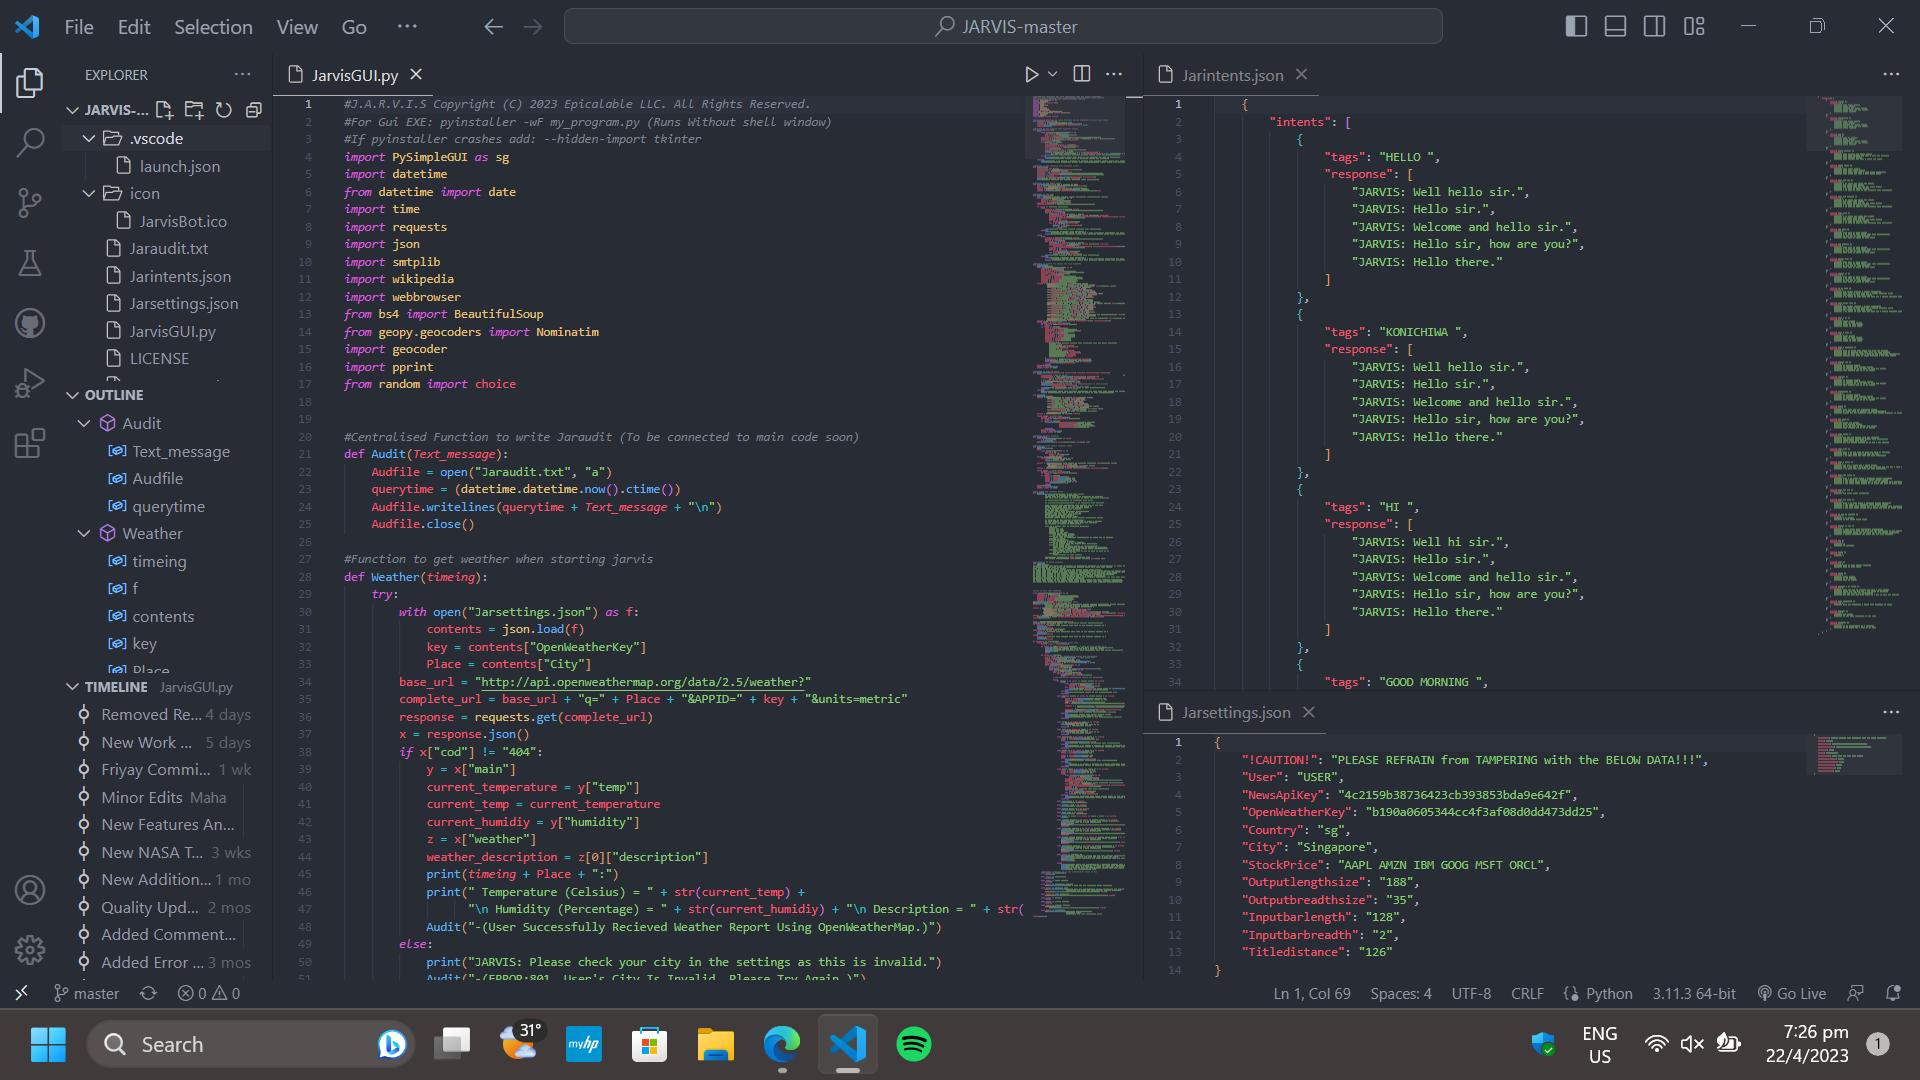 File Edit Selection View Go ···
JARVIS-master
EXPLORER
JARVIS-...
.vscode
launch.json
icon
JarvisBot.ico
Jaraudit.txt
Jarintents.json
Jarsettings.json
JarvisGUI.py
LICENSE
OUTLINE
Audit
Text_message
Audfile
querytime
Weather
timeing
f
contents
key
Place
TIMELINE JarvisGUI.py
Removed Re... 4 days
New Work ... 5 days
Friyay Commi... 1 wk
Minor Edits Maha
New Features An...
New NASA T... 3 wks
New Addition... 1 mo
Quality Upd... 2 mos
Added Comment...
Added Error ... 3 mos
JarvisGUI.py
1 #J.A.R.V.I.S Copyright (C) 2023 Epicalable LLC. All Rights Reserved.
2 #For Gui EXE: pyinstaller -wF my_program.py (Runs Without shell window)
3 #If pyinstaller crashes add: --hidden-import tkinter
4 import PySimpleGUI as sg
5 import datetime
6 from datetime import date
7 import time
8 import requests
9 import json
10 import smtplib
11 import wikipedia
12 import webbrowser
13 from bs4 import BeautifulSoup
14 from geopy.geocoders import Nominatim
15 import geocoder
16 import pprint
17 from random import choice
18
19
20 #Centralised Function to write Jaraudit (To be connected to main code soon)
21 def Audit(Text_message):
22 Audfile = open("Jaraudit.txt", "a")
23 querytime = (datetime.datetime.now().ctime())
24 Audfile.writelines(querytime + Text_message + "\n")
25 Audfile.close()
26
27 #Function to get weather when starting jarvis
28 def Weather(timeing):
29 try:
30 with open("Jarsettings.json") as f:
31 contents = json.load(f)
32 key = contents["OpenWeatherKey"]
33 Place = contents["City"]
34 base_url = "http://api.openweathermap.org/data/2.5/weather?"
35 complete_url = base_url + "q=" + Place + "&APPID=" + key + "&units=metric"
36 response = requests.get(complete_url)
37 x = response.json()
38 if x["cod"] != "404":
39 y = x["main"]
40 current_temperature = y["temp"]
41 current_temp = current_temperature
42 current_humidiy = y["humidity"]
43 z = x["weather"]
44 weather_description = z[0]["description"]
45 print(timeing + Place + ":")
46 print(" Temperature (Celsius) = " + str(current_temp) +
47 "\n Humidity (Percentage) = " + str(current_humidiy) + "\n Description = " + str(
48 Audit("-(User Successfully Recieved Weather Report Using OpenWeatherMap.)")
49 else:
50 print("JARVIS: Please check your city in the settings as this is invalid.")
51 Audit("-(ERROR:801, User's City Is Invalid, Please Try Again.)")
Jarintents.json
1 {
2 "intents": [
3 {
4 "tags": "HELLO ",
5 "response": [
6 "JARVIS: Well hello sir.",
7 "JARVIS: Hello sir.",
8 "JARVIS: Welcome and hello sir.",
9 "JARVIS: Hello sir, how are you?",
10 "JARVIS: Hello there."
11 ]
12 },
13 {
14 "tags": "KONICHIWA ",
15 "response": [
16 "JARVIS: Well hello sir.",
17 "JARVIS: Hello sir.",
18 "JARVIS: Welcome and hello sir.",
19 "JARVIS: Hello sir, how are you?",
20 "JARVIS: Hello there."
21 ]
22 },
23 {
24 "tags": "HI ",
25 "response": [
26 "JARVIS: Well hi sir.",
27 "JARVIS: Hello sir.",
28 "JARVIS: Welcome and hello sir.",
29 "JARVIS: Hello sir, how are you?",
30 "JARVIS: Hello there."
31 ]
32 },
33 {
34 "tags": "GOOD MORNING ",
Jarsettings.json
1 {
2 "!CAUTION!": "PLEASE REFRAIN from TAMPERING with the BELOW DATA!!!",
3 "User": "USER",
4 "NewsApiKey": "4c2159b38736423cb393853bda9e642f",
5 "OpenWeatherKey": "b190a0605344cc4f3af08d0dd473dd25",
6 "Country": "sg",
7 "City": "Singapore",
8 "StockPrice": "AAPL AMZN IBM GOOG MSFT ORCL",
9 "Outputlengthsize": "188",
10 "Outputbreadthsize": "35",
11 "Inputbarlength": "128",
12 "Inputbarbreadth": "2",
13 "Titledistance": "126"
14 }
master 0 0 Ln 1, Col 69 Spaces: 4 UTF-8 CRLF Python 3.11.3 64-bit Go Live
Search 31° myhp ENG US 7:26 pm 22/4/2023 1